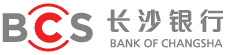 BCS 长沙银行
BANK OF CHANGSHA